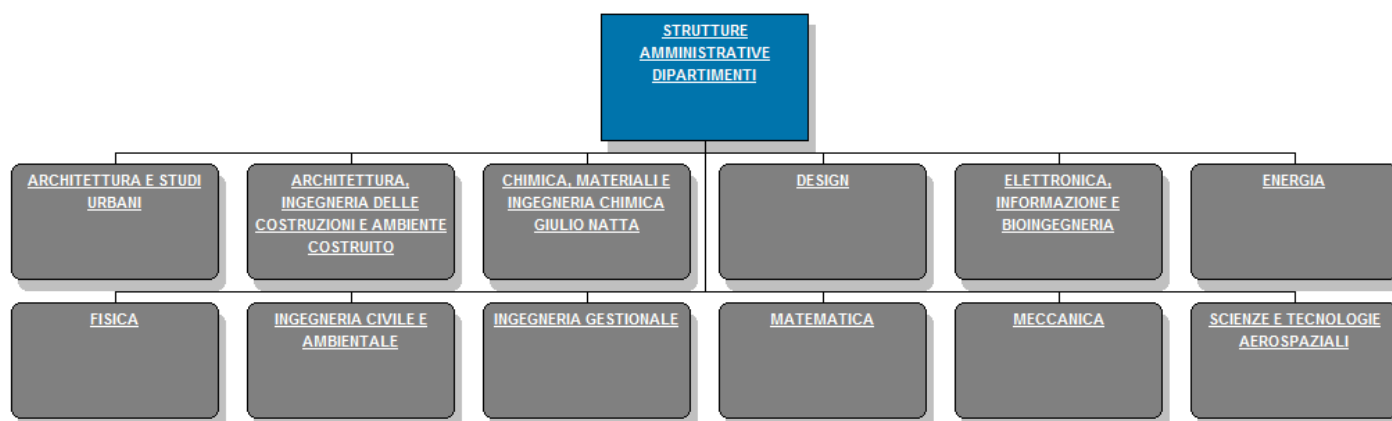 STRUTTURE
AMMINISTRATIVE
DIPARTIMENTI
ARCHITETTURA E STUDI
URBANI
ARCHITETTURA,
INGEGNERIA DELLE
COSTRUZIONI E AMBIENTE
COSTRUITO
CHIMICA, MATERIALI E
INGEGNERIA CHIMICA
GIULIO NATTA
DESIGN
ELETTRONICA,
INFORMAZIONE E
BIOINGEGNERIA
ENERGIA
FISICA
INGEGNERIA CIVILE E
AMBIENTALE
INGEGNERIA GESTIONALE
MATEMATICA
MECCANICA
SCIENZE E TECNOLOGIE
AEROSPAZIALI